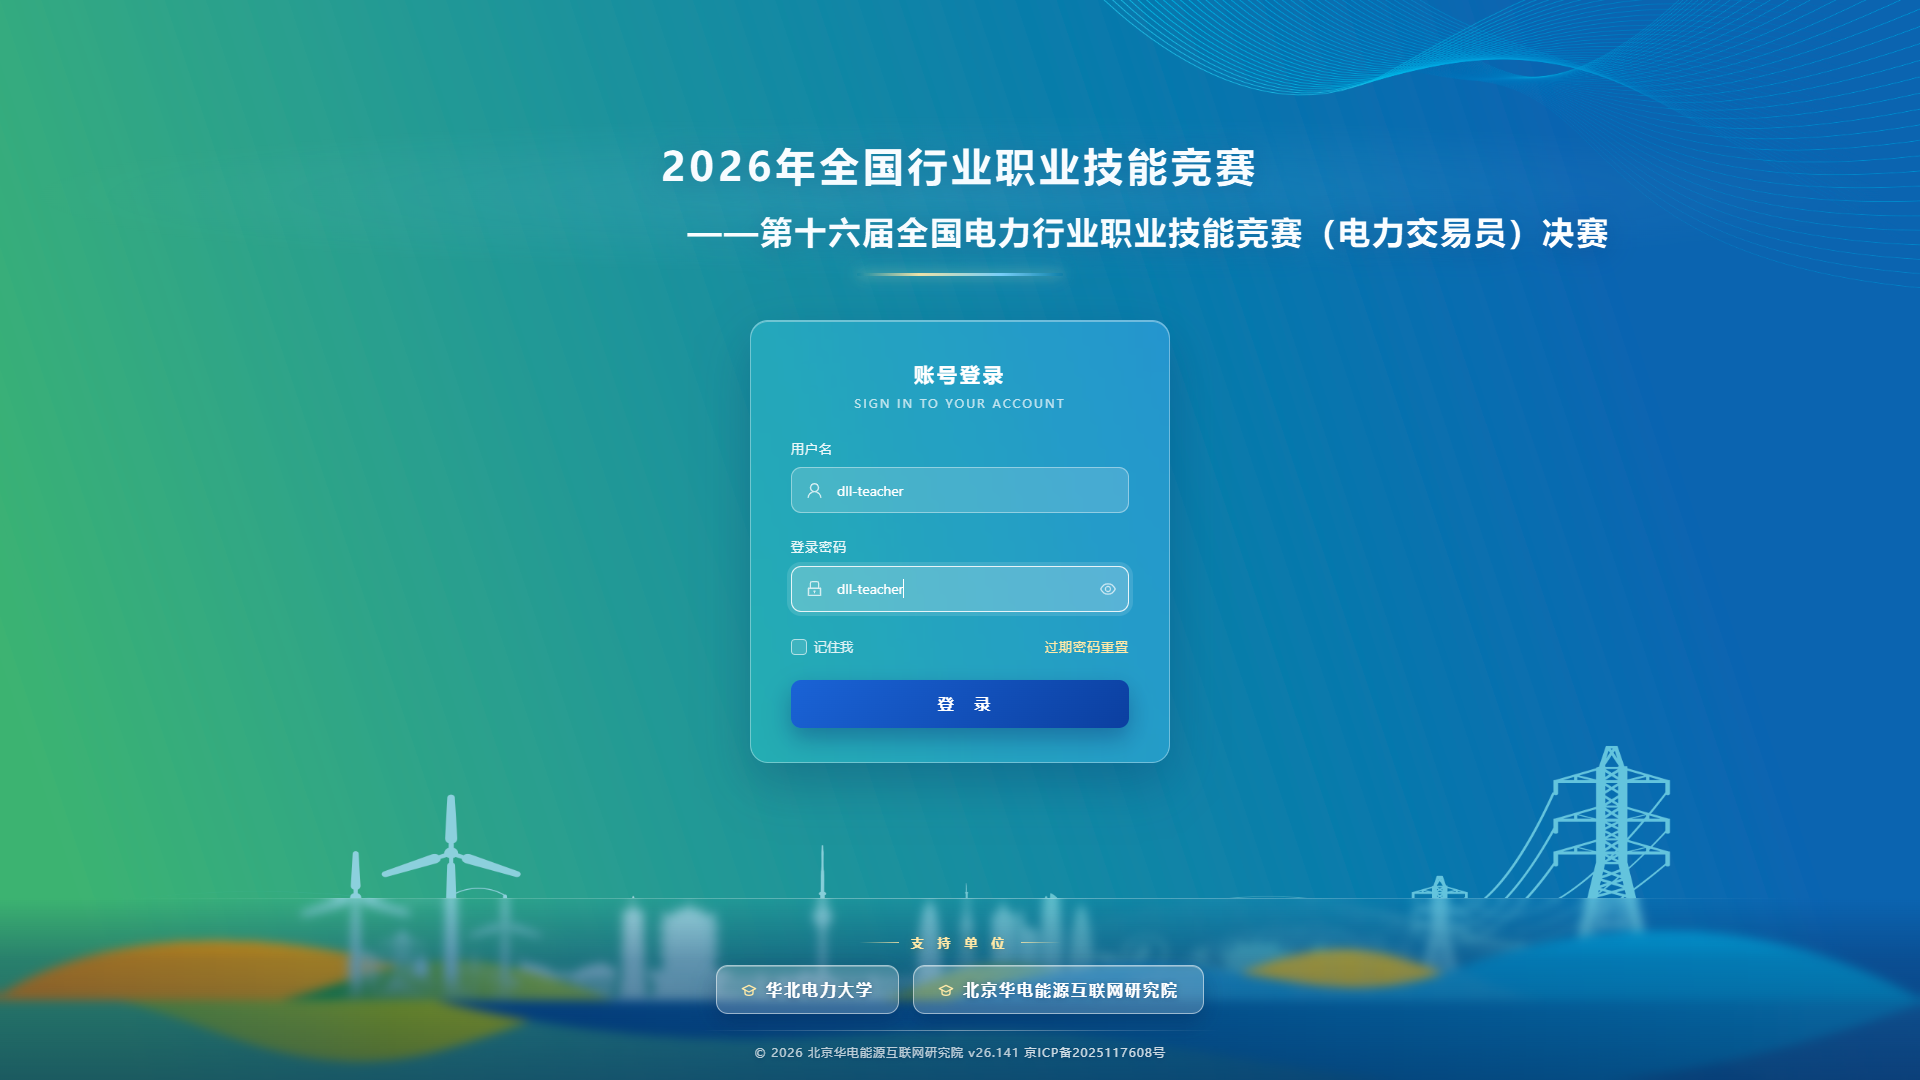 2026年全国行业职业技能竞赛
——第十六届全国电力行业职业技能竞赛（电力交易员）决赛
账号登录
SIGN IN TO YOUR ACCOUNT
用户名
dll-teacher
登录密码
dll-teacher
记住我 过期密码重置
登 录
支持单位
华北电力大学 北京华电能源互联网研究院
© 2026 北京华电能源互联网研究院 v26.141 京ICP备2025117608号